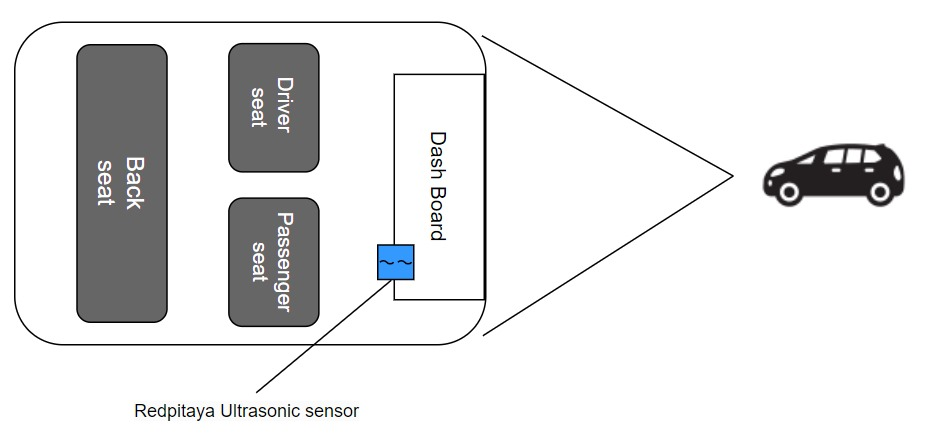 Back
seat
Driver
seat
Passenger
seat
Dash Board
Redpitaya Ultrasonic sensor